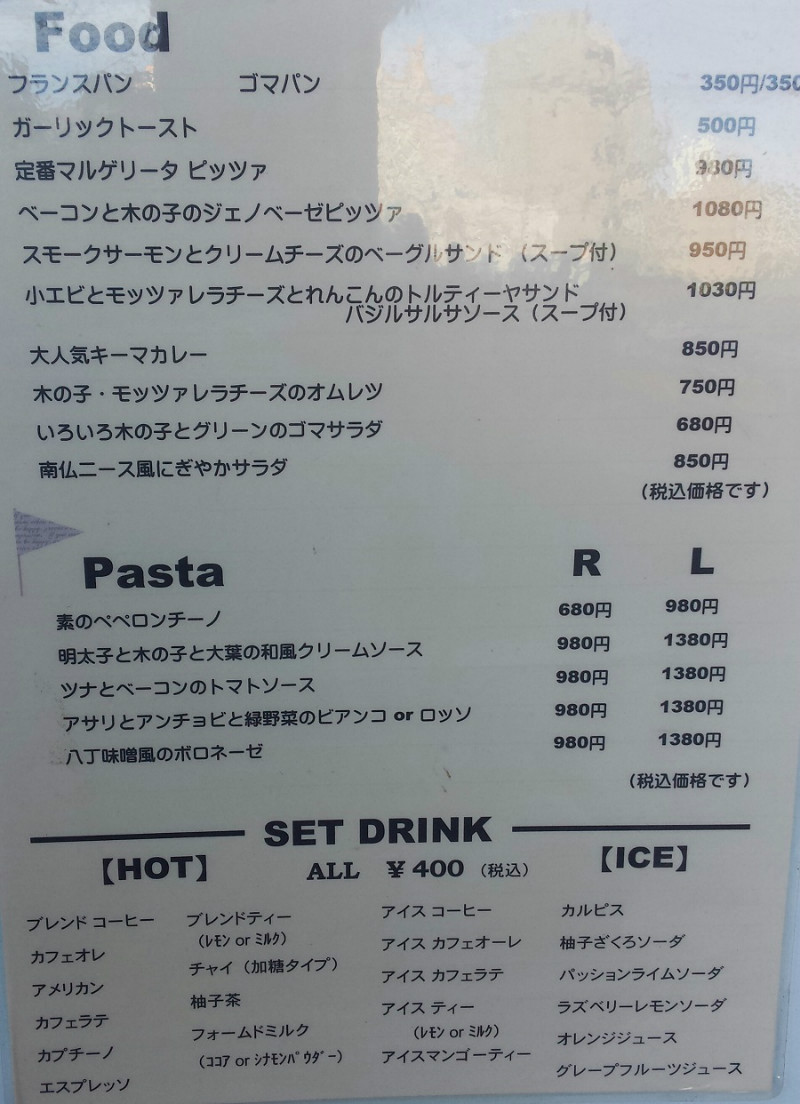 Food
フランスパン ゴマパン 350円/350
ガーリックトースト 500円
定番マルゲリータ ピッツァ 980円
ベーコンと木の子のジェノベーゼピッツァ 1080円
スモークサーモンとクリームチーズのベーグルサンド（スープ付） 950円
小エビとモッツァレラチーズとれんこんのトルティーヤサンド 1030円
バジルサルサソース（スープ付）
大人気キーマカレー 850円
木の子・モッツァレラチーズのオムレツ 750円
いろいろ木の子とグリーンのゴマサラダ 680円
南仏ニース風にぎやかサラダ 850円
（税込価格です）
Pasta R L
素のペペロンチーノ 680円 980円
明太子と木の子と大葉の和風クリームソース 980円 1380円
ツナとベーコンのトマトソース 980円 1380円
アサリとアンチョビと緑野菜のビアンコ or ロッソ 980円 1380円
八丁味噌風のボロネーゼ 980円 1380円
（税込価格です）
SET DRINK
【HOT】 ALL ¥400（税込） 【ICE】
ブレンド コーヒー
カフェオレ
アメリカン
カフェラテ
カプチーノ
エスプレッソ
ブレンドティー
（ﾚﾓﾝ or ﾐﾙｸ）
チャイ（加糖タイプ）
柚子茶
フォームドミルク
（ｺｺｱ or ｼﾅﾓﾝﾊﾟｳﾀﾞｰ）
アイス コーヒー
アイス カフェオーレ
アイス カフェラテ
アイス ティー
（ﾚﾓﾝ or ﾐﾙｸ）
アイスマンゴーティー
カルピス
柚子ざくろソーダ
パッションライムソーダ
ラズベリーレモンソーダ
オレンジジュース
グレープフルーツジュース